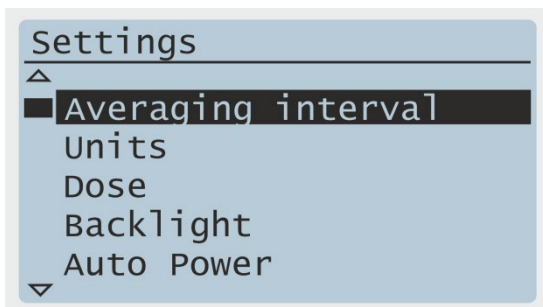 Settings
Averaging interval
Units
Dose
Backlight
Auto Power